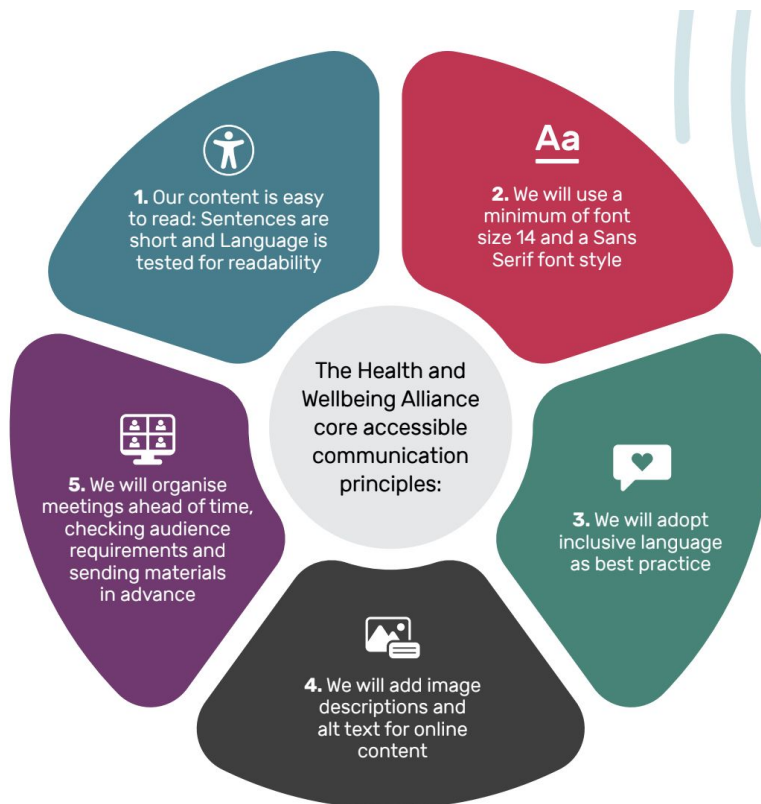 The Health and
Wellbeing Alliance
core accessible
communication
principles:
1. Our content is easy
to read: Sentences are
short and Language is
tested for readability
Aa
2. We will use a
minimum of font
size 14 and a Sans
Serif font style
3. We will adopt
inclusive language
as best practice
4. We will add image
descriptions and
alt text for online
content
5. We will organise
meetings ahead of time,
checking audience
requirements and
sending materials
in advance